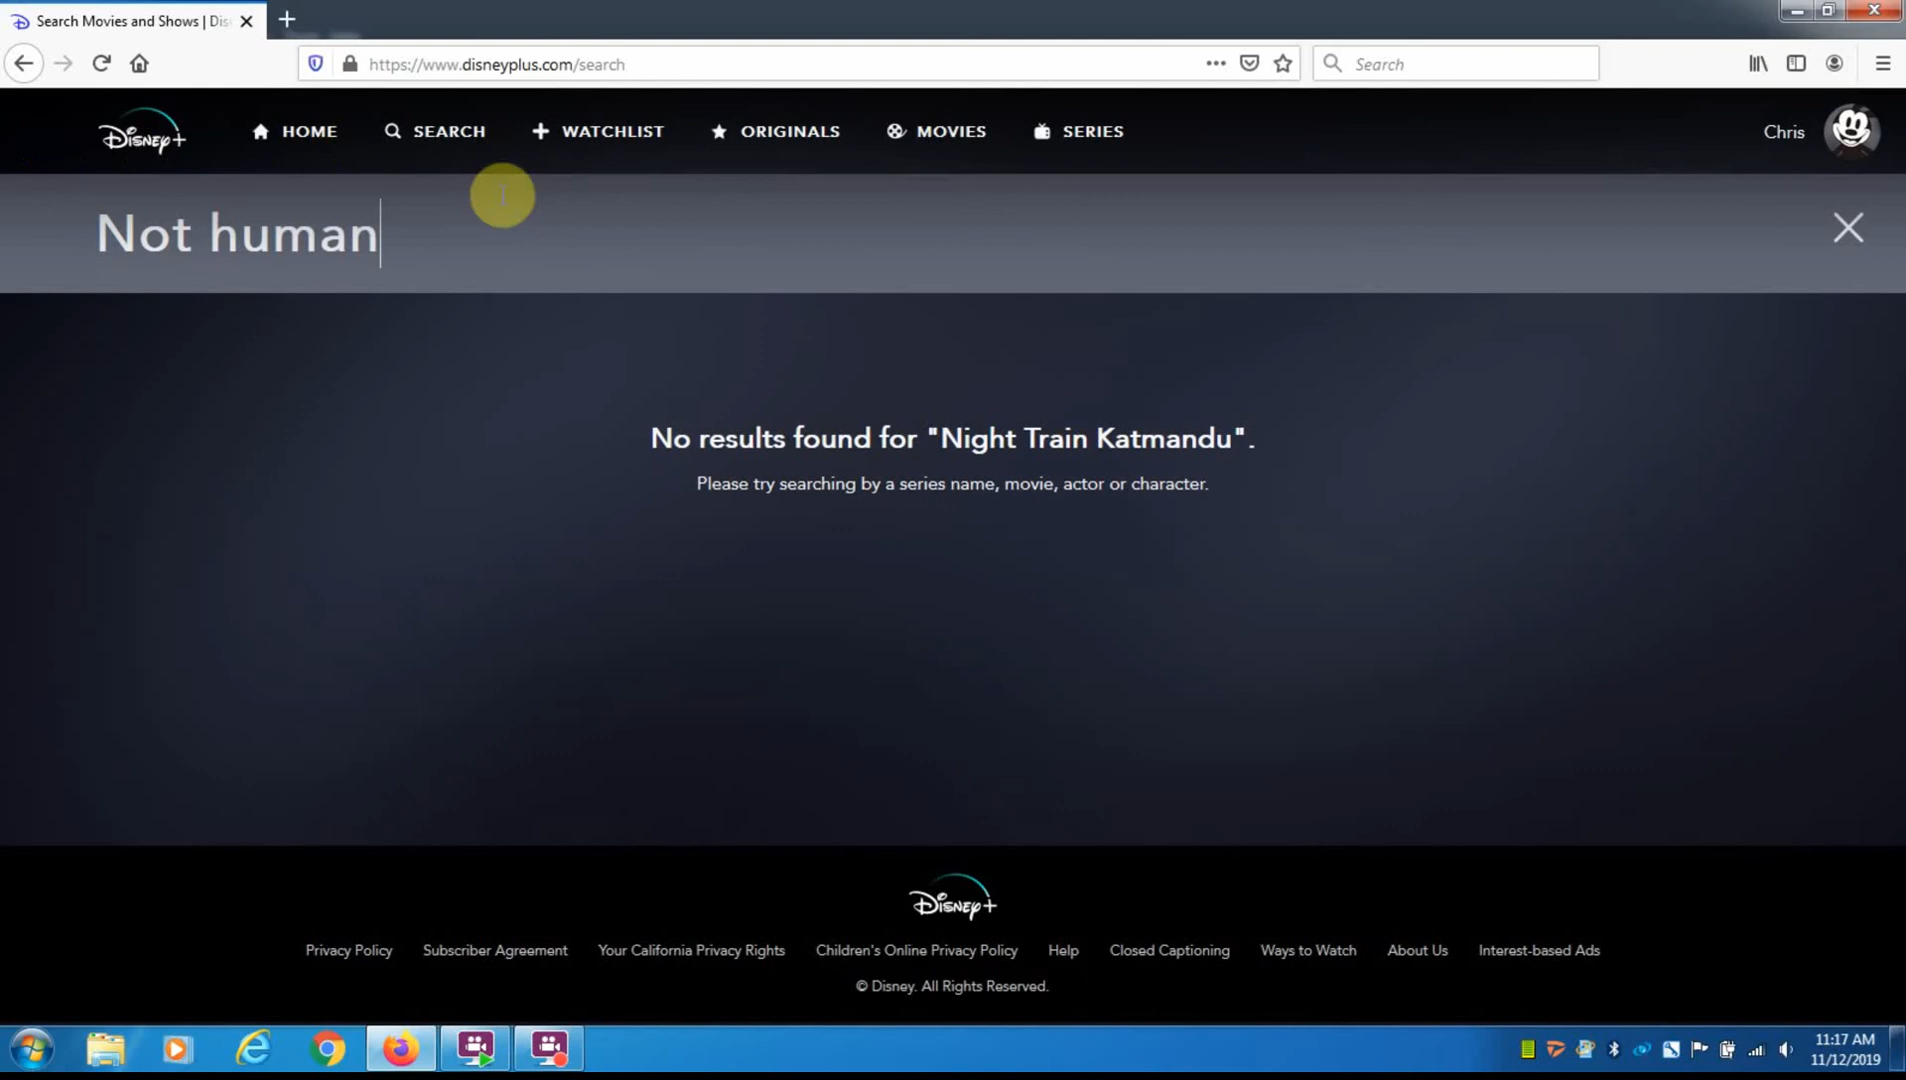 Search Movies and Shows | Dis
https://www.disneyplus.com/search
Search
Disney+
HOME
SEARCH
WATCHLIST
ORIGINALS
MOVIES
SERIES
Chris
Not human
No results found for "Night Train Katmandu".
Please try searching by a series name, movie, actor or character.
Disney+
Privacy Policy Subscriber Agreement Your California Privacy Rights Children's Online Privacy Policy Help Closed Captioning Ways to Watch About Us Interest-based Ads
© Disney. All Rights Reserved.
11:17 AM
11/12/2019